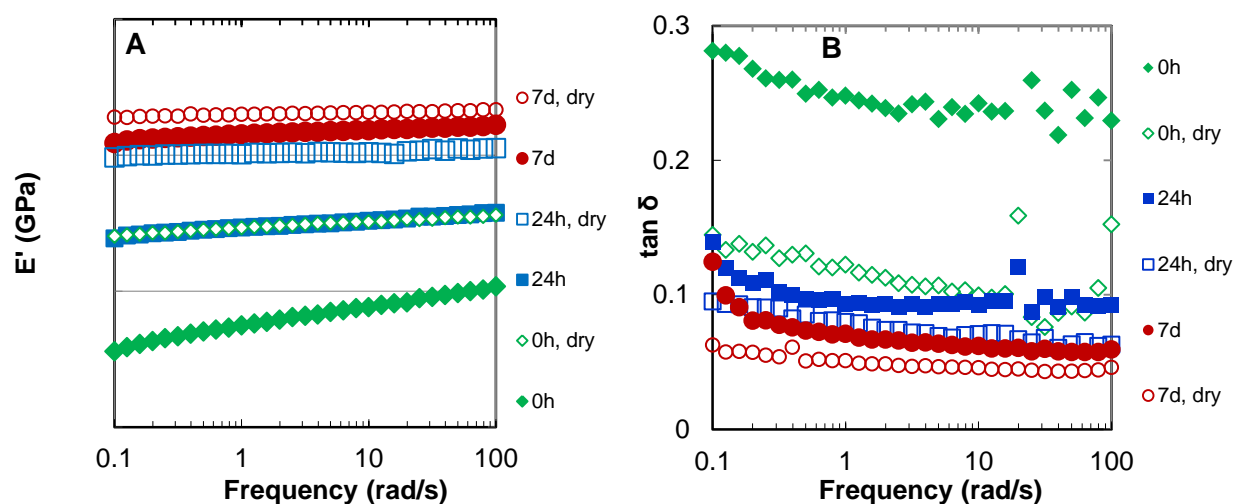 A
E' (GPa)
0.1
1
10
100
Frequency (rad/s)
7d, dry
7d
24h, dry
24h
0h, dry
0h
B
tan δ
0.3
0.2
0.1
0
0.1
1
10
100
Frequency (rad/s)
0h
0h, dry
24h
24h, dry
7d
7d, dry